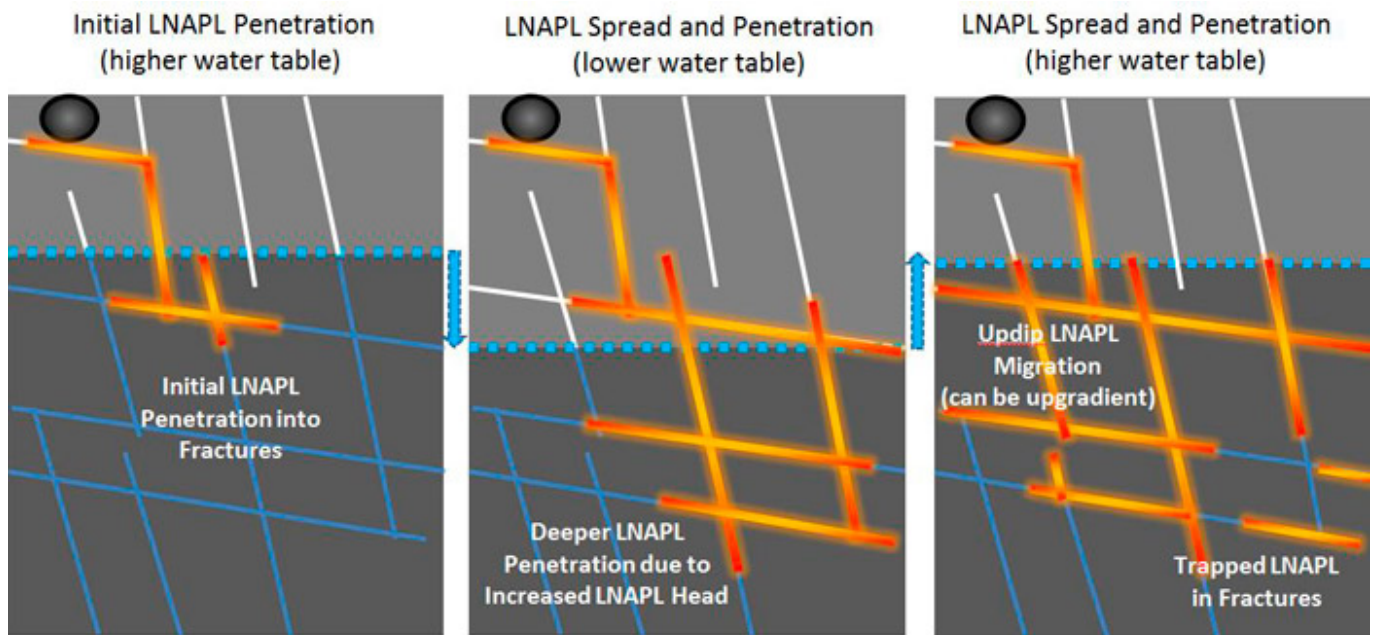 Initial LNAPL Penetration
(higher water table)
LNAPL Spread and Penetration
(lower water table)
LNAPL Spread and Penetration
(higher water table)
Initial LNAPL
Penetration into
Fractures
Deeper LNAPL
Penetration due to
Increased LNAPL Head
Updip LNAPL
Migration
(can be upgradient)
Trapped LNAPL
in Fractures